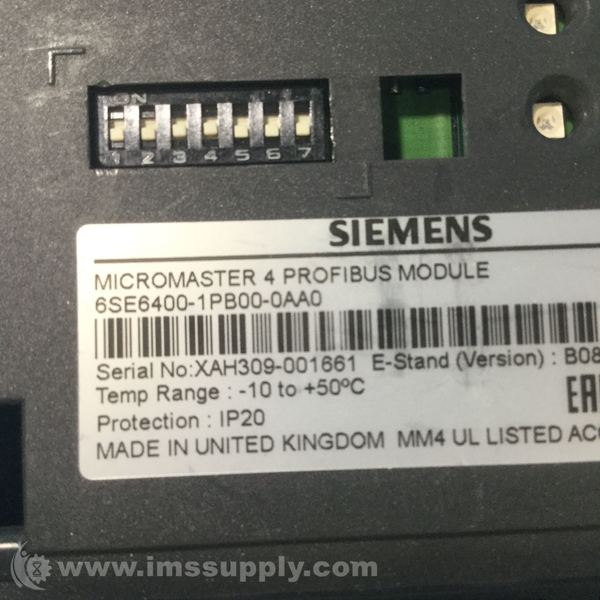 ON
1 2 3 4 5 6 7
SIEMENS
MICROMASTER 4 PROFIBUS MODULE
6SE6400-1PB00-0AA0
Serial No:XAH309-001661 E-Stand (Version) : B08
Temp Range : -10 to +50ºC
Protection : IP20
EAC
MADE IN UNITED KINGDOM MM4 UL LISTED ACC
www.imssupply.com